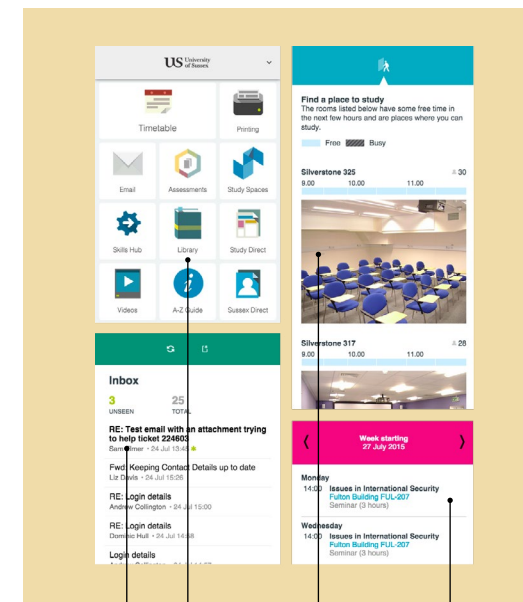 US University
of Sussex
Timetable
Printing
Email
Assessments
Study Spaces
Skills Hub
Library
Study Direct
Videos
A-Z Guide
Sussex Direct
Inbox
3 25
UNSEEN TOTAL
RE: Test email with an attachment trying
to help ticket 224603
24 Jul 13:45
Fwd: Keeping Contact Details up to date
Liz Davis • 24 Jul 15:26
RE: Login details
Andrew Collington • 24 Jul 15:00
RE: Login details
Dominic Hull • 24 Jul 14:58
Login details
Find a place to study
The rooms listed below have some free time in
the next few hours and are places where you can
study.
Free Busy
Silverstone 325 30
9.00 10.00 11.00
Silverstone 317 28
9.00 10.00 11.00
Week starting
27 July 2015
Monday
14:00 Issues in International Security
Fulton Building FUL-207
Seminar (3 hours)
Wednesday
14:00 Issues in International Security
Fulton Building FUL-207
Seminar (3 hours)